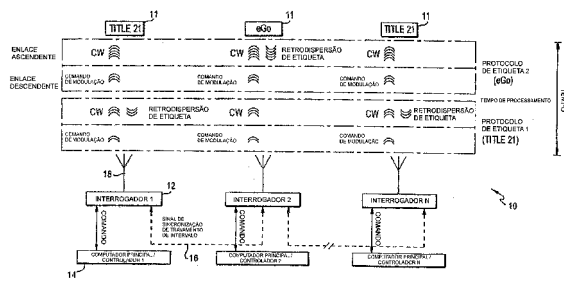 11 11 11
TITLE 21 eGo TITLE 21
ENLACE
ASCENDENTE
CW CW RETRODISPERSÃO
DE ETIQUETA CW
PROTOCOLO
DE ETIQUETA 2
(eGo)
ENLACE
DESCENDENTE
COMANDO
DE MODULAÇÃO
COMANDO
DE MODULAÇÃO
COMANDO
DE MODULAÇÃO
TEMPO DE PROCESSAMENTO
CW RETRODISPERSÃO
DE ETIQUETA CW CW RETRODISPERSÃO
DE ETIQUETA
PROTOCOLO
DE ETIQUETA 1
(TITLE 21)
COMANDO
DE MODULAÇÃO
COMANDO
DE MODULAÇÃO
COMANDO
DE MODULAÇÃO
18
12
10
INTERROGADOR 1 INTERROGADOR 2 INTERROGADOR N
COMANDO
SINAL DE
SINCRONIZAÇÃO
DE TRAVAMENTO
DE INTERVALO
COMANDO
COMANDO
14
16
COMPUTADOR PRINCIPAL/
CONTROLADOR 1
COMPUTADOR PRINCIPAL/
CONTROLADOR 2
COMPUTADOR PRINCIPAL/
CONTROLADOR N